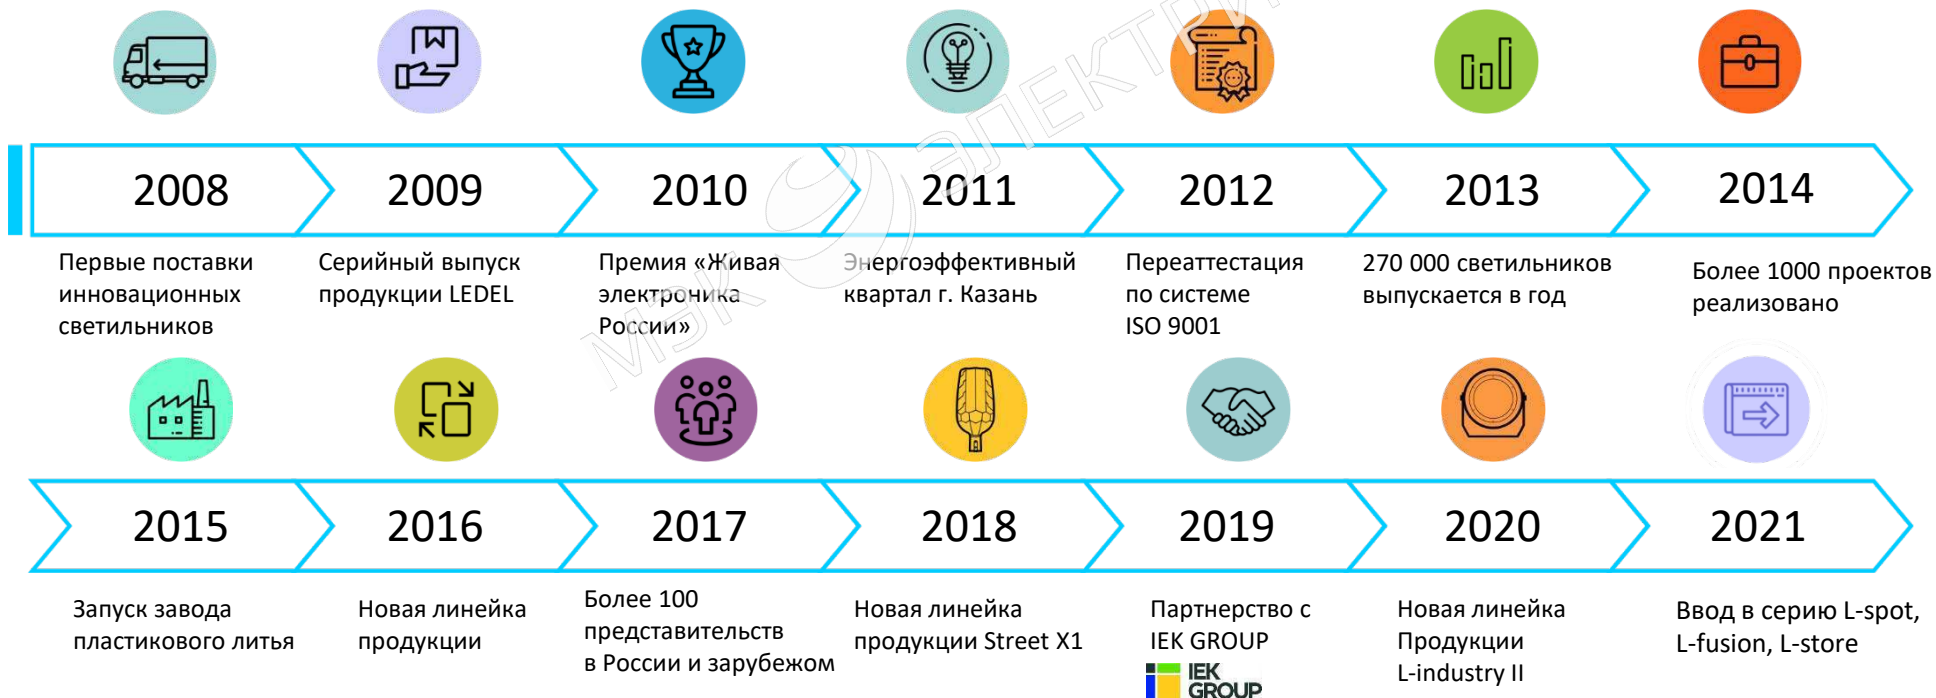 МЭК ЭЛЕКТРИ
2008
2009
2010
2011
2012
2013
2014
Первые поставки
инновационных
светильников
Серийный выпуск
продукции LEDEL
Премия «Живая
электроника
России»
Энергоэффективный
квартал г. Казань
Переаттестация
по системе
ISO 9001
270 000 светильников
выпускается в год
Более 1000 проектов
реализовано
2015
2016
2017
2018
2019
2020
2021
Запуск завода
пластикового литья
Новая линейка
продукции
Более 100
представительств
в России и зарубежом
Новая линейка
продукции Street X1
Партнерство с
IEK GROUP
IEK
GROUP
Новая линейка
Продукции
L-industry II
Ввод в серию L-spot,
L-fusion, L-store